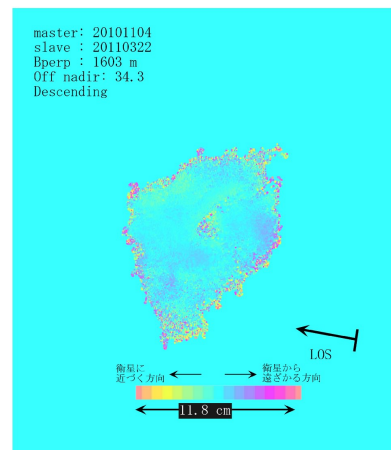 master: 20101104
slave : 20110322
Bperp : 1603 m
Off nadir: 34.3
Descending
LOS
衛星に
近づく方向
衛星から
遠ざかる方向
11.8 cm